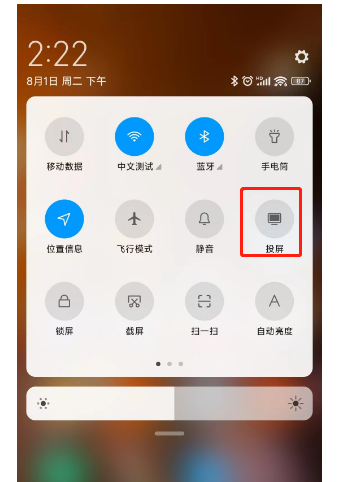 2:22
8月1日 周二 下午
HD
87
移动数据
中文测试
蓝牙
手电筒
位置信息
飞行模式
静音
投屏
锁屏
截屏
扫一扫
自动亮度
A